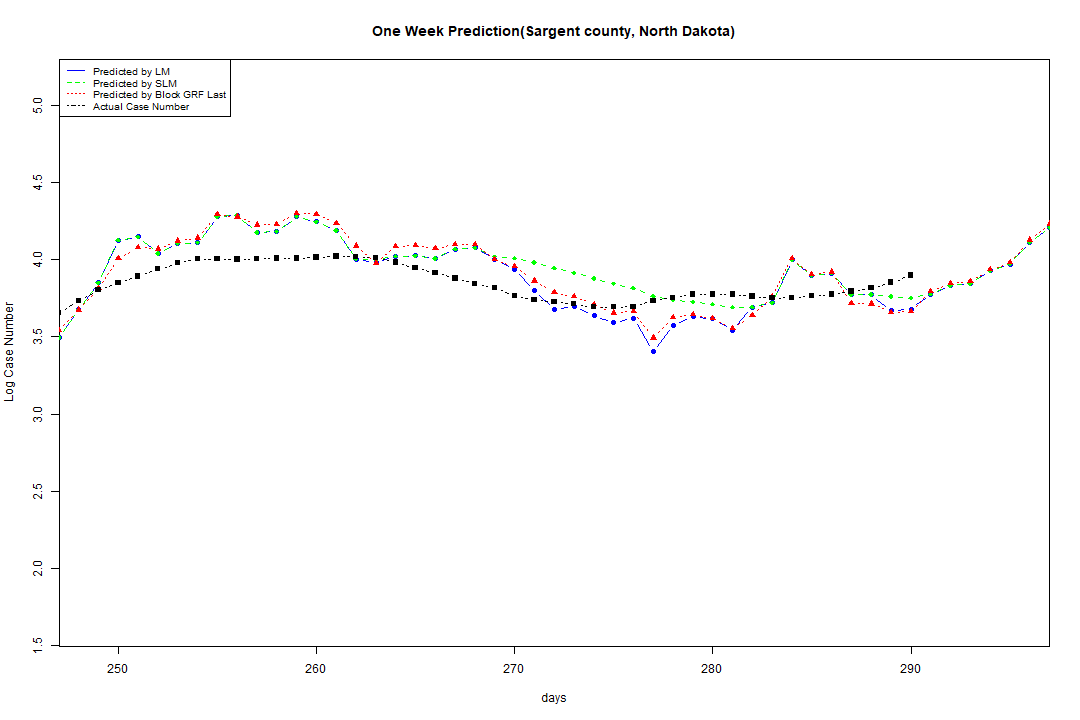 One Week Prediction(Sargent county, North Dakota)
Predicted by LM
Predicted by SLM
Predicted by Block GRF Last
Actual Case Number
5.0
4.5
4.0
3.5
3.0
2.5
2.0
1.5
Log Case Number
250 260 270 280 290
days